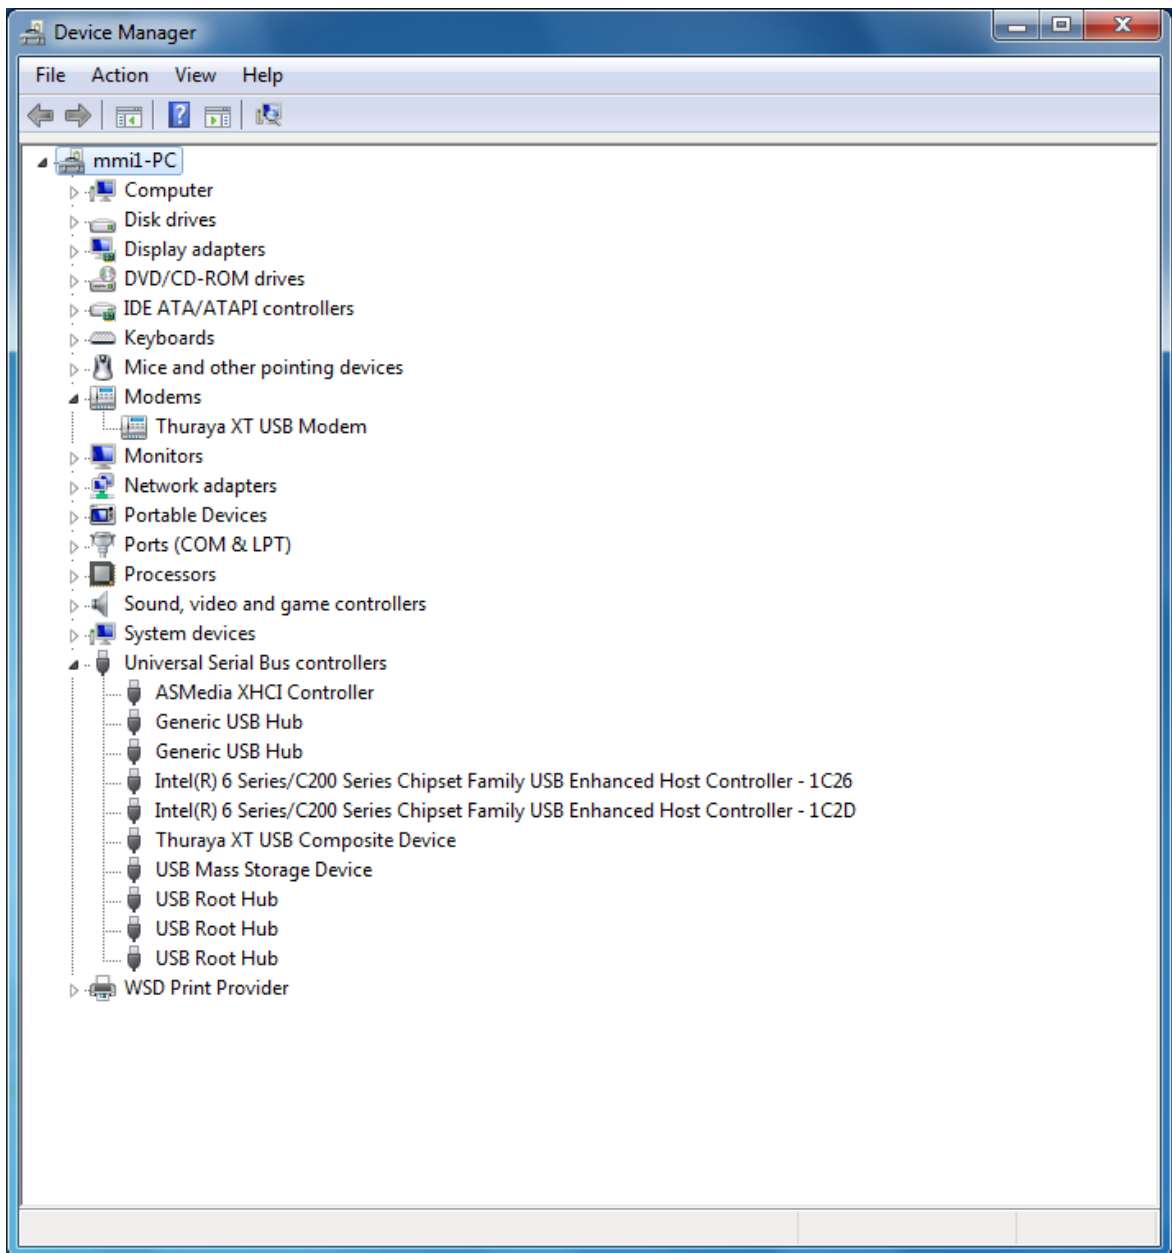 Device Manager
File Action View Help
mmi1-PC
Computer
Disk drives
Display adapters
DVD/CD-ROM drives
IDE ATA/ATAPI controllers
Keyboards
Mice and other pointing devices
Modems
Thuraya XT USB Modem
Monitors
Network adapters
Portable Devices
Ports (COM & LPT)
Processors
Sound, video and game controllers
System devices
Universal Serial Bus controllers
ASMedia XHCI Controller
Generic USB Hub
Generic USB Hub
Intel(R) 6 Series/C200 Series Chipset Family USB Enhanced Host Controller - 1C26
Intel(R) 6 Series/C200 Series Chipset Family USB Enhanced Host Controller - 1C2D
Thuraya XT USB Composite Device
USB Mass Storage Device
USB Root Hub
USB Root Hub
USB Root Hub
WSD Print Provider